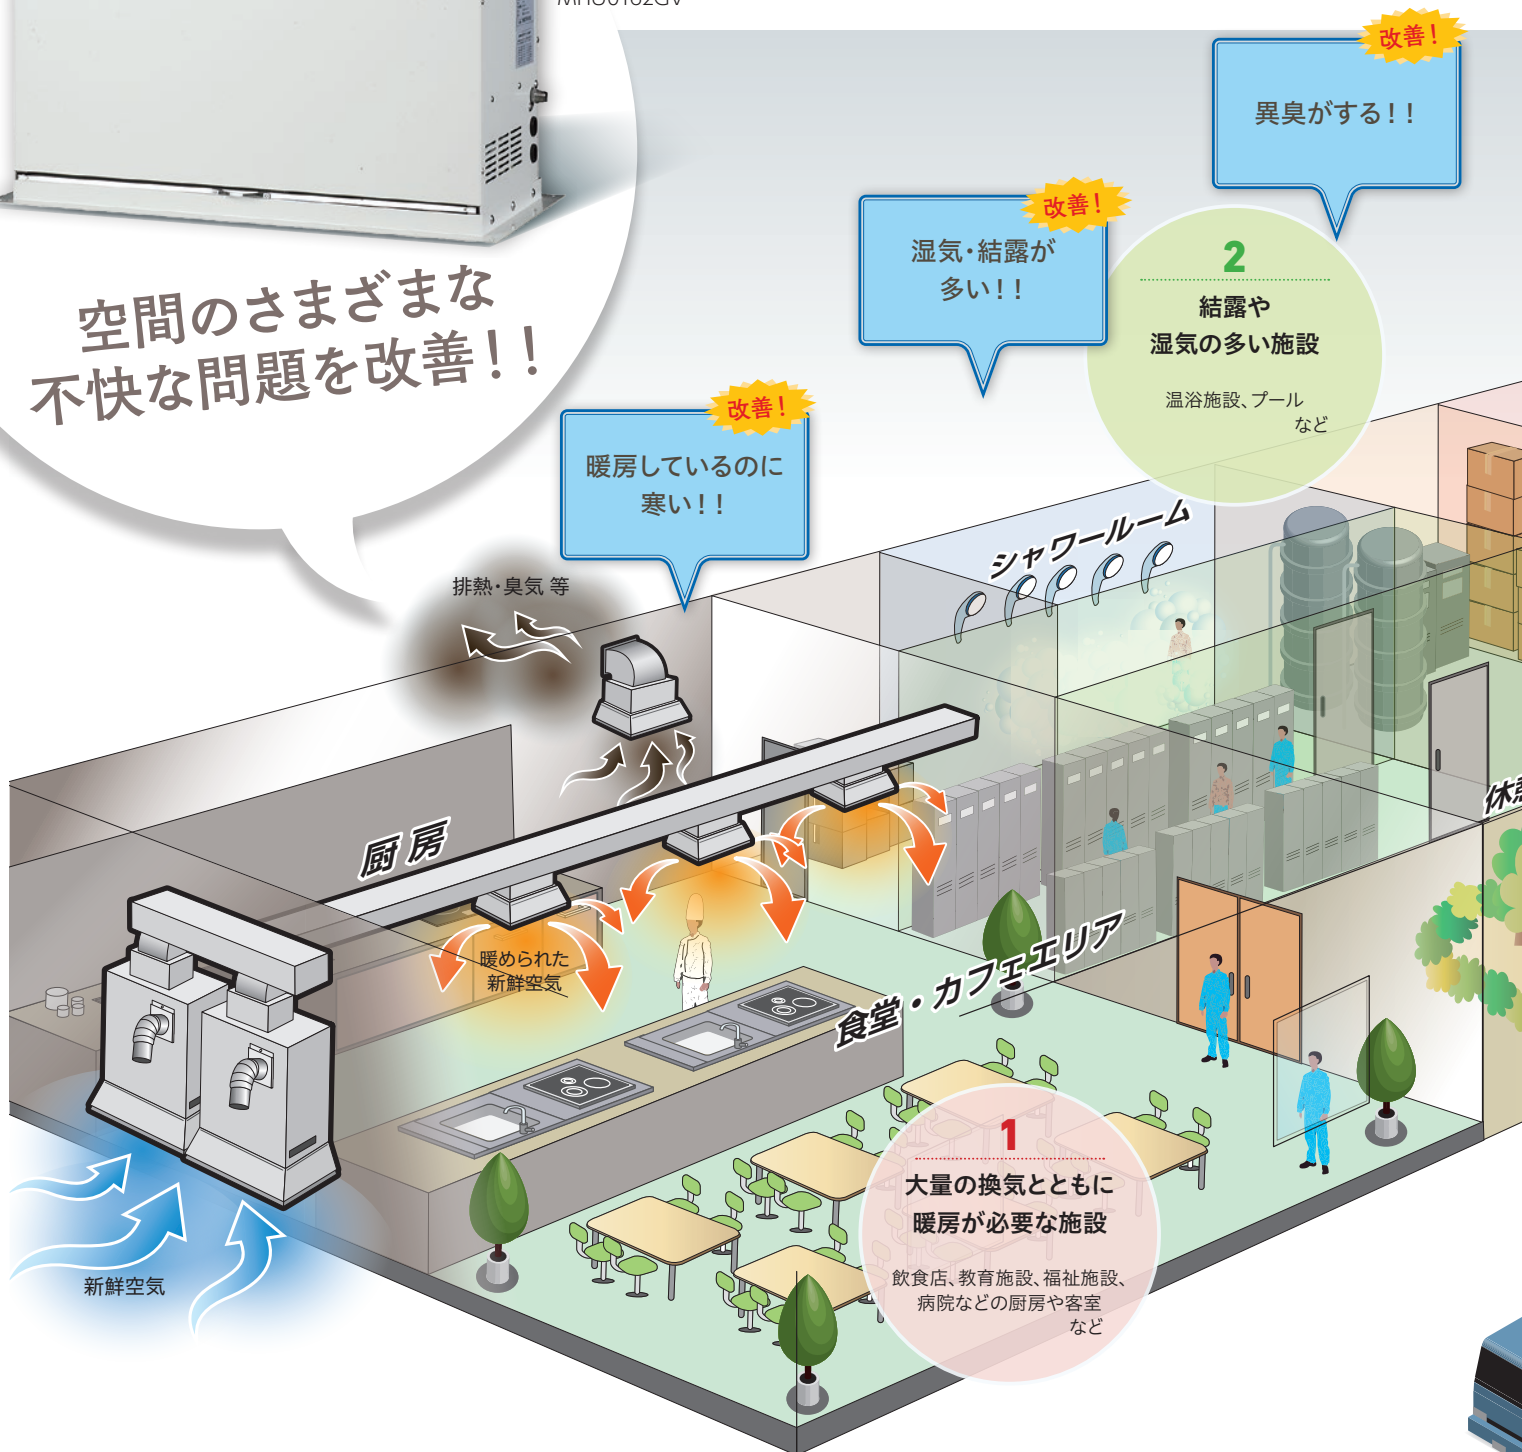 空間のさまざまな
不快な問題を改善！！
改善！
異臭がする！！
改善！
湿気・結露が
多い！！
2
結露や
湿気の多い施設
温浴施設、プール
など
改善！
暖房しているのに
寒い！！
排熱・臭気 等
シャワールーム
厨房
暖められた
新鮮空気
食堂・カフェエリア
1
大量の換気とともに
暖房が必要な施設
飲食店、教育施設、福祉施設、
病院などの厨房や客室
など
新鮮空気